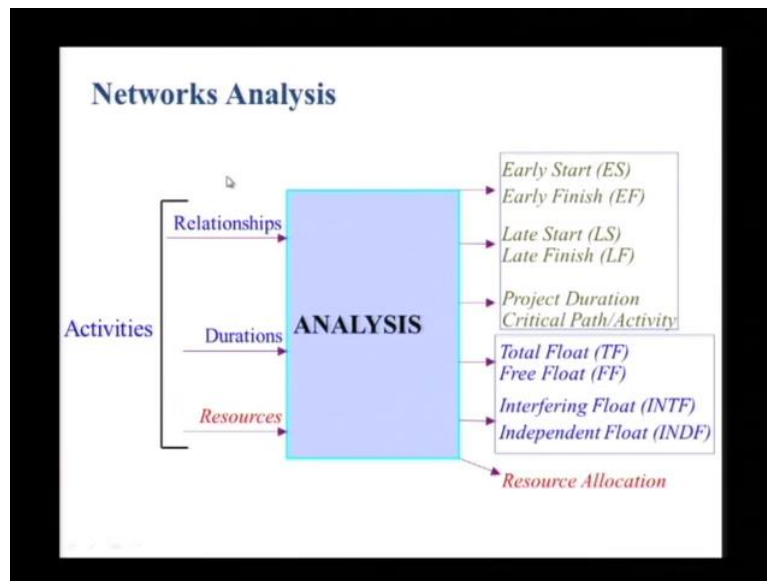 Networks Analysis
Relationships
Activities
Durations
Resources
ANALYSIS
Early Start (ES)
Early Finish (EF)
Late Start (LS)
Late Finish (LF)
Project Duration
Critical Path/Activity
Total Float (TF)
Free Float (FF)
Interfering Float (INTF)
Independent Float (INDF)
Resource Allocation